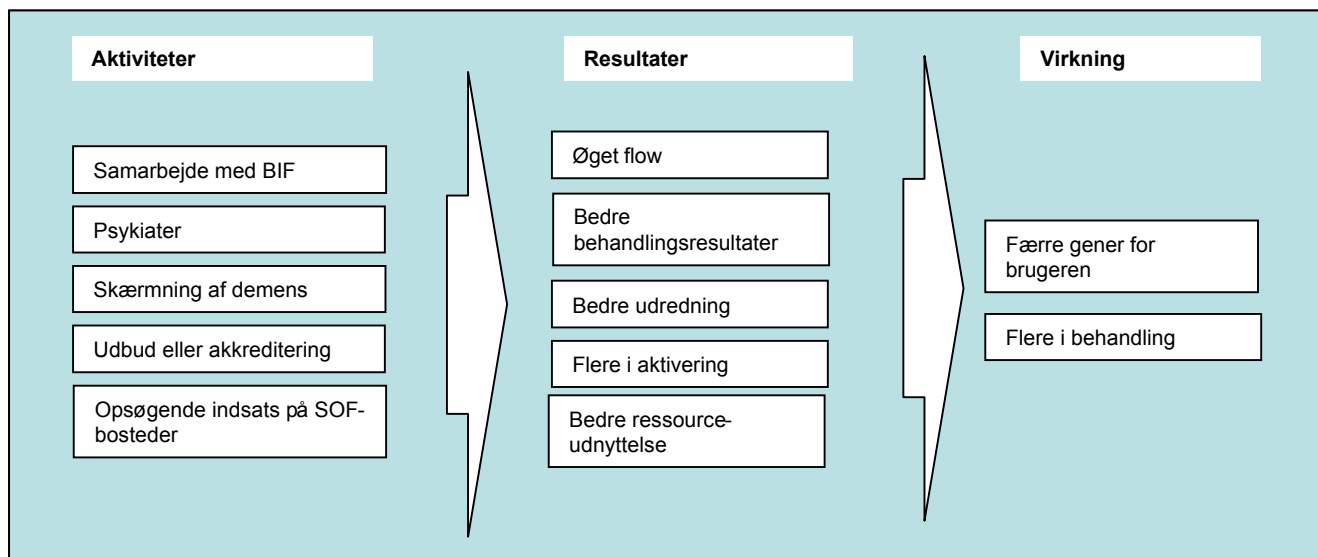 Aktiviteter
Samarbejde med BIF
Psykiater
Skærmning af demens
Udbud eller akkreditering
Opsøgende indsats på SOF-
bosteder
Resultater
Øget flow
Bedre
behandlingsresultater
Bedre udredning
Flere i aktivering
Bedre ressource-
udnyttelse
Virkning
Færre gener for
brugeren
Flere i behandling